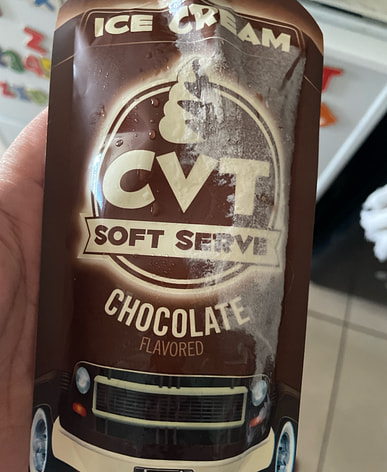 ICE CREAM
CVT
SOFT SERVE
CHOCOLATE
FLAVORED